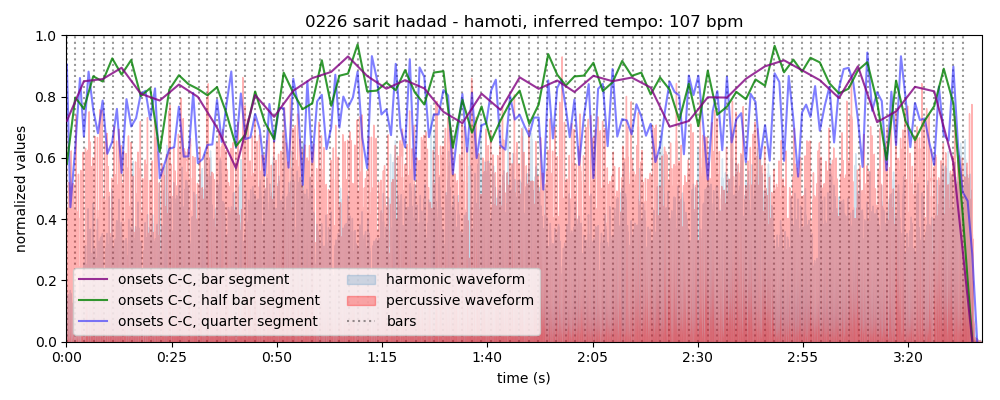 0226 sarit hadad - hamoti, inferred tempo: 107 bpm
1.0
0.8
0.6
0.4
0.2
0.0
normalized values
onsets C-C, bar segment
onsets C-C, half bar segment
onsets C-C, quarter segment
harmonic waveform
percussive waveform
bars
0:00 0:25 0:50 1:15 1:40 2:05 2:30 2:55 3:20
time (s)